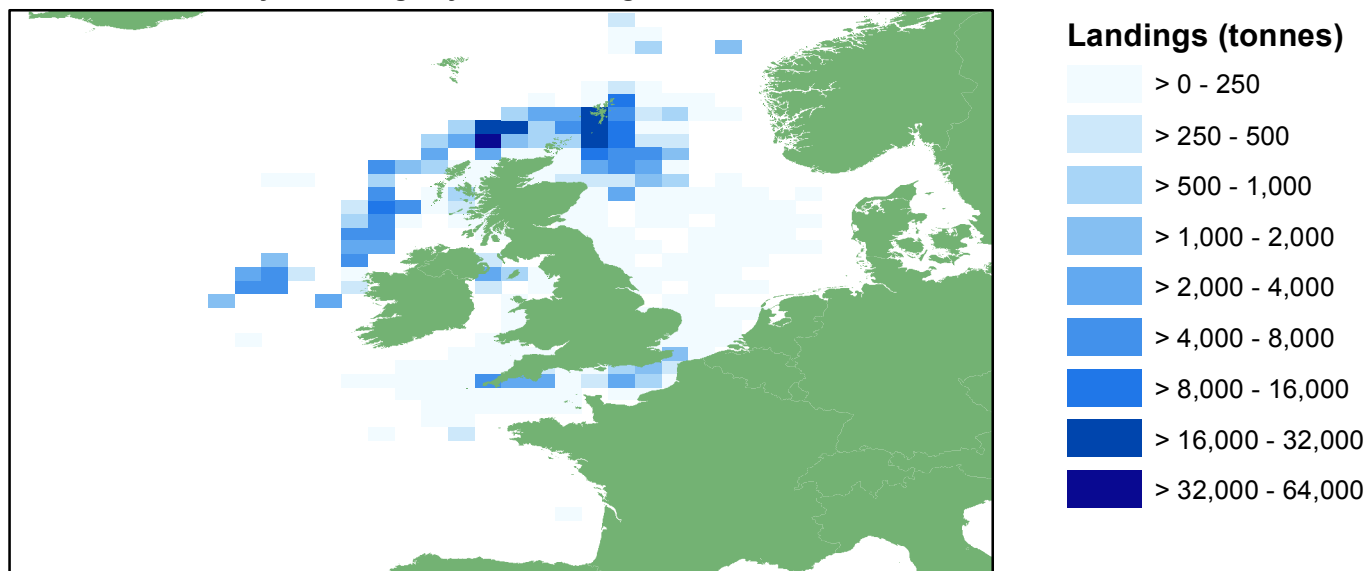 Landings (tonnes)
> 0 - 250
> 250 - 500
> 500 - 1,000
> 1,000 - 2,000
> 2,000 - 4,000
> 4,000 - 8,000
> 8,000 - 16,000
> 16,000 - 32,000
> 32,000 - 64,000